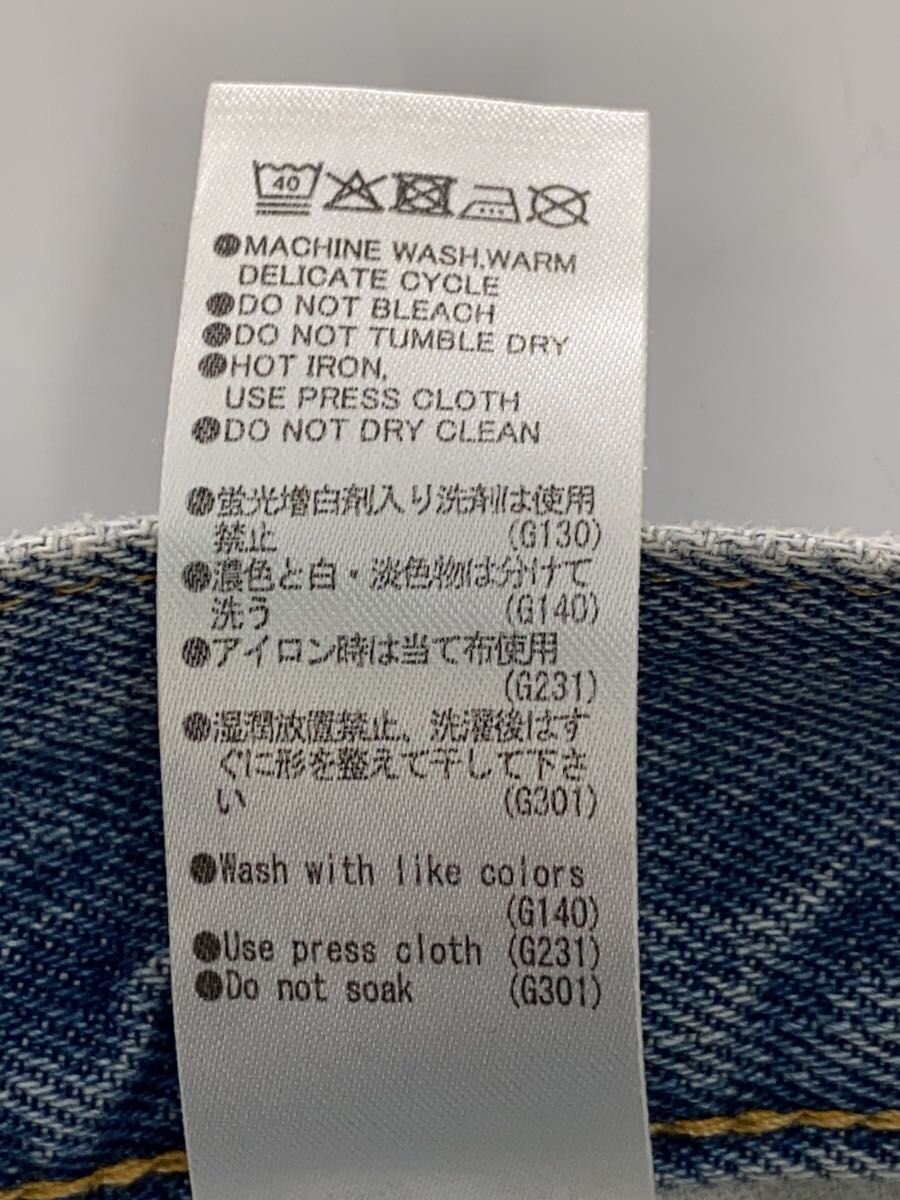 40
●MACHINE WASH,WARM
DELICATE CYCLE
●DO NOT BLEACH
●DO NOT TUMBLE DRY
●HOT IRON,
USE PRESS CLOTH
●DO NOT DRY CLEAN
●蛍光増白剤入り洗剤は使用
禁止 (G130)
●濃色と白・淡色物は分けて
洗う (G140)
●アイロン時は当て布使用
(G231)
●湿潤放置禁止、洗濯後はす
ぐに形を整えて干して下さ
い (G301)
●Wash with like colors
(G140)
●Use press cloth (G231)
●Do not soak (G301)